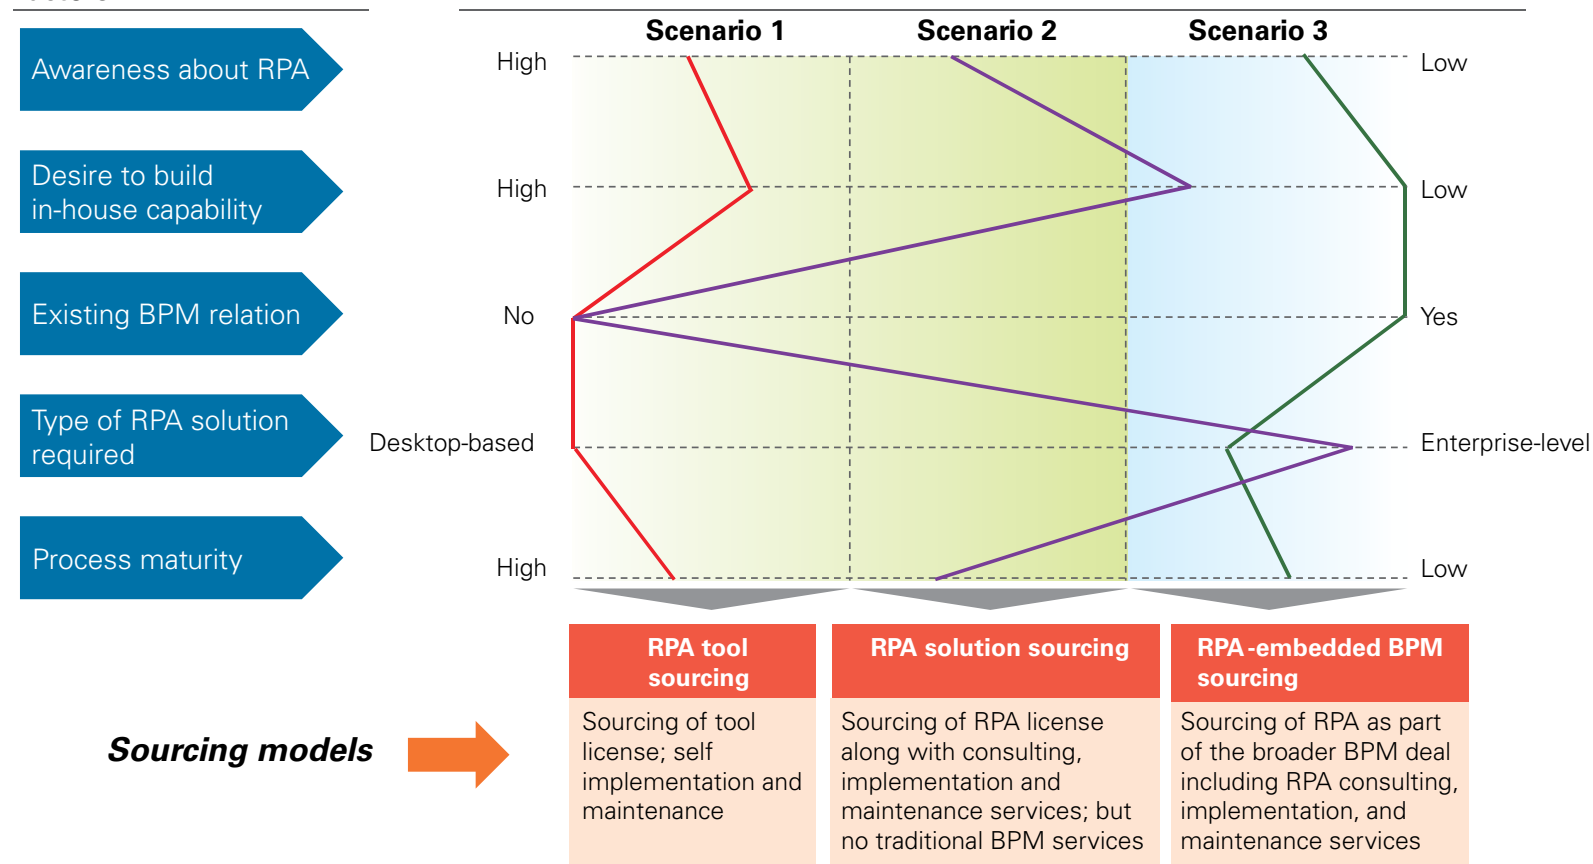 Scenario 1 Scenario 2 Scenario 3
Awareness about RPA
High
Low
Desire to build
in-house capability
High
Low
Existing BPM relation
No
Yes
Type of RPA solution
required
Desktop-based
Enterprise-level
Process maturity
High
Low
Sourcing models
RPA tool
sourcing
Sourcing of tool
license; self
implementation and
maintenance
RPA solution sourcing
Sourcing of RPA license
along with consulting,
implementation and
maintenance services; but
no traditional BPM services
RPA-embedded BPM
sourcing
Sourcing of RPA as part
of the broader BPM deal
including RPA consulting,
implementation, and
maintenance services